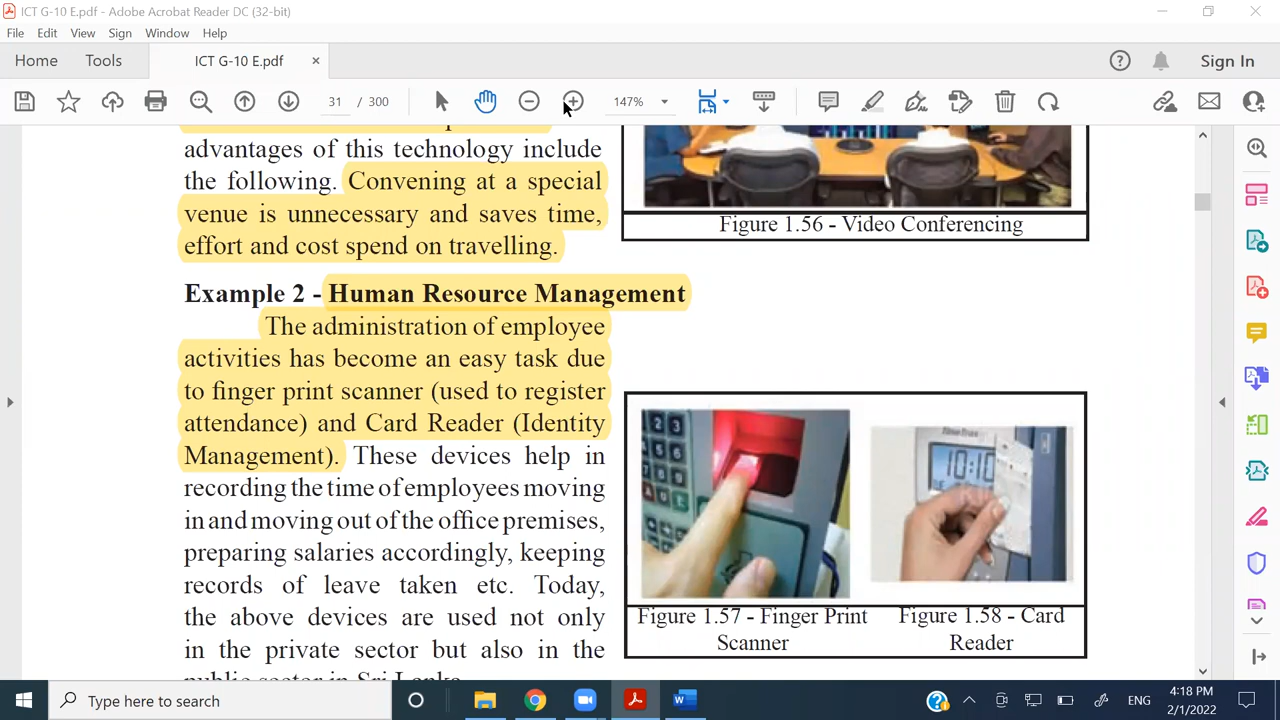 ICT G-10 E.pdf - Adobe Acrobat Reader DC (32-bit)
File Edit View Sign Window Help
Home Tools ICT G-10 E.pdf × Sign In
31 / 300 147%
advantages of this technology include
the following. Convening at a special
venue is unnecessary and saves time,
effort and cost spend on travelling.
Figure 1.56 - Video Conferencing
Example 2 - Human Resource Management
The administration of employee
activities has become an easy task due
to finger print scanner (used to register
attendance) and Card Reader (Identity
Management). These devices help in
recording the time of employees moving
in and moving out of the office premises,
preparing salaries accordingly, keeping
records of leave taken etc. Today,
the above devices are used not only
in the private sector but also in the
public sector in Sri Lanka.
10:10
Figure 1.57 - Finger Print
Scanner
Figure 1.58 - Card
Reader
Type here to search
ENG
4:18 PM
2/1/2022